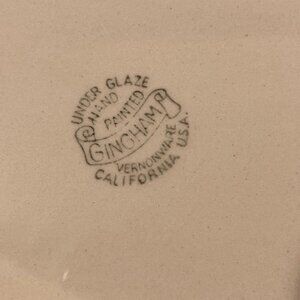 UNDER GLAZE
HAND
PAINTED
GINGHAM
VERNONWARE
CALIFORNIA U.S.A.